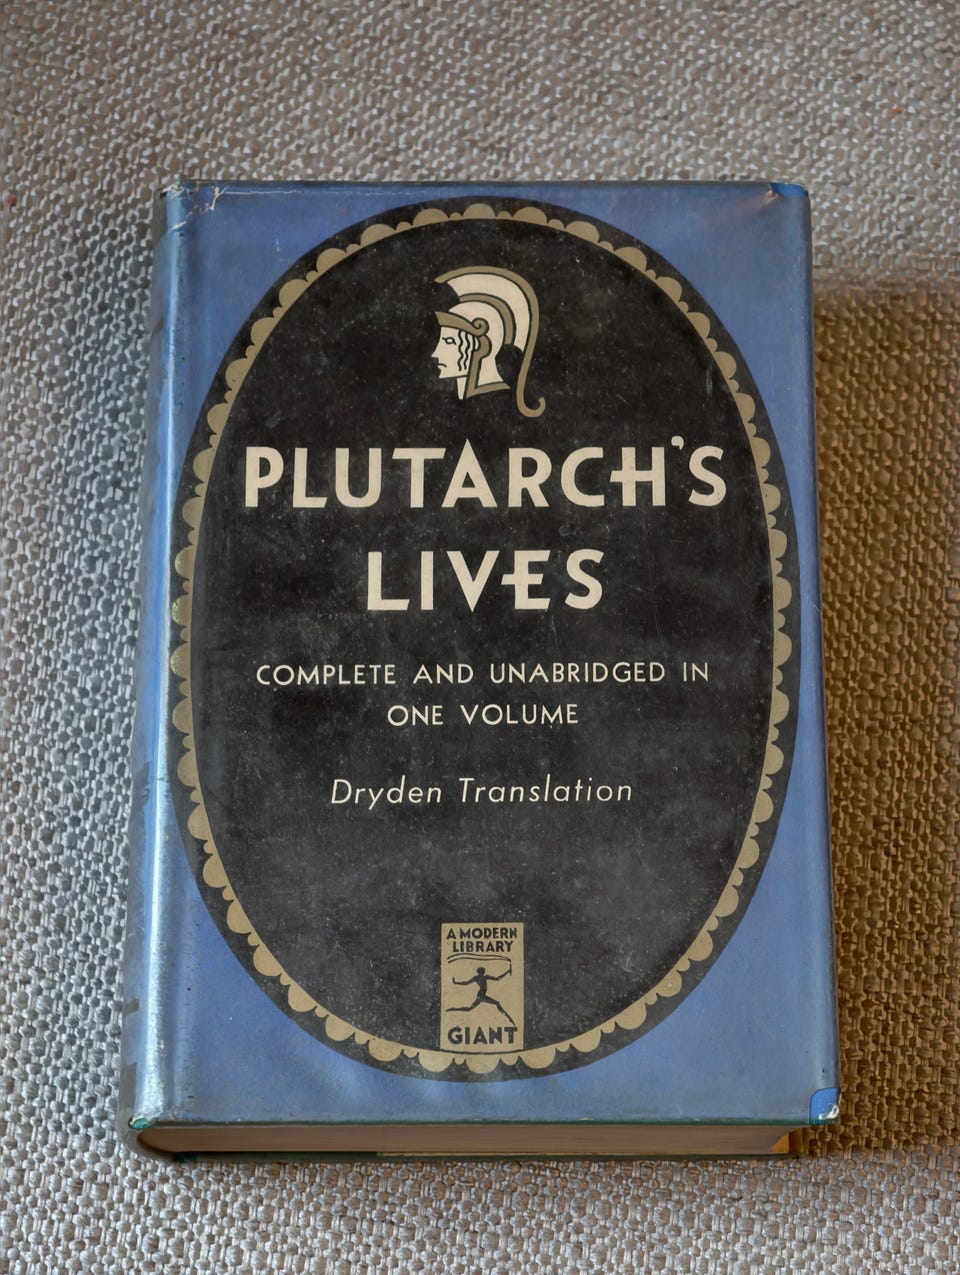 PLUTARCH'S
LIVES
COMPLETE AND UNABRIDGED IN
ONE VOLUME
Dryden Translation
A MODERN
LIBRARY
GIANT